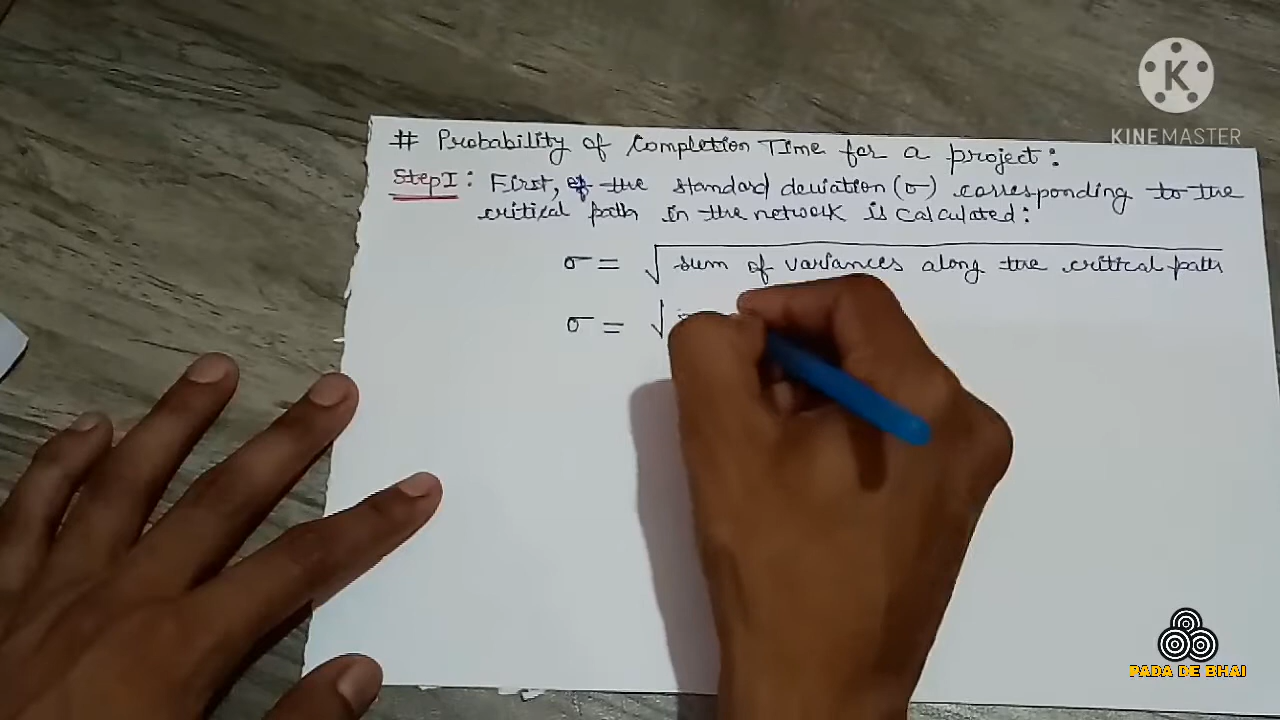 K
KINEMASTER
# Probability of Completion Time for a project:
Step I: First, the standard deviation (σ) corresponding to the
critical path in the network is calculated:
σ = √sum of variances along the critical path
σ = √
PADA DE BHAI